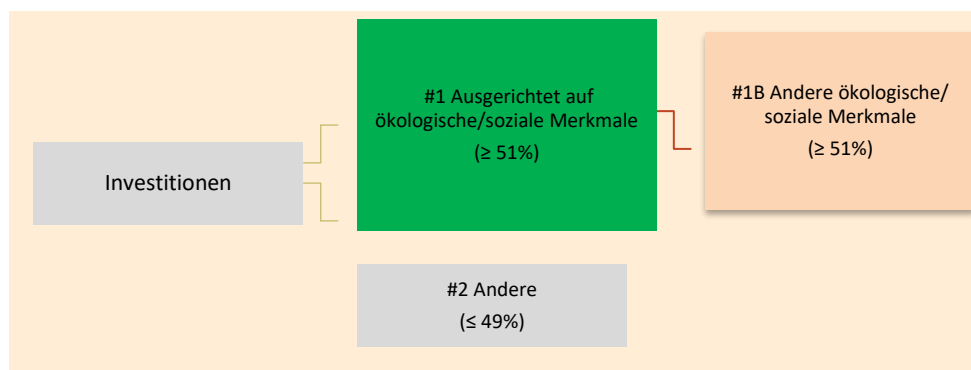 Investitionen
#1 Ausgerichtet auf
ökologische/soziale Merkmale
(≥ 51%)
#1B Andere ökologische/
soziale Merkmale
(≥ 51%)
#2 Andere
(≤ 49%)